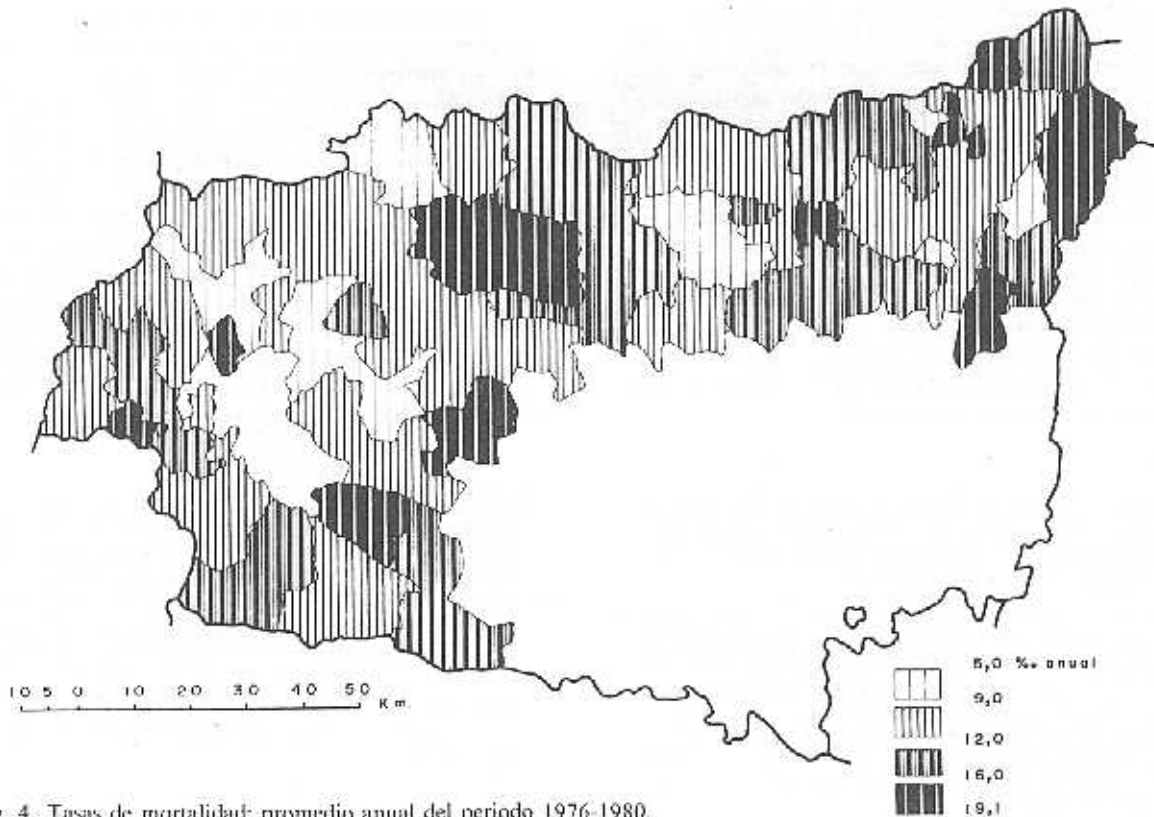 5,0 ‰ anual
9,0
12,0
16,0
19,1
10 5 0 10 20 30 40 50
Km.
. 4. Tasas de mortalidad: promedio anual del periodo 1976-1980.